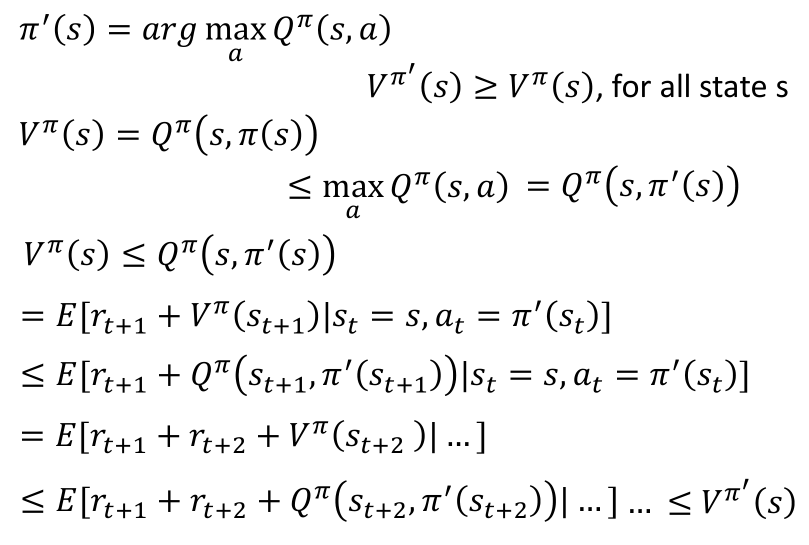 π′(s) = arg max_a Q^π(s, a)
V^π′(s) ≥ V^π(s), for all state s
V^π(s) = Q^π(s, π(s))
≤ max_a Q^π(s, a) = Q^π(s, π′(s))
V^π(s) ≤ Q^π(s, π′(s))
= E[r_{t+1} + V^π(s_{t+1})|s_t = s, a_t = π′(s_t)]
≤ E[r_{t+1} + Q^π(s_{t+1}, π′(s_{t+1}))|s_t = s, a_t = π′(s_t)]
= E[r_{t+1} + r_{t+2} + V^π(s_{t+2} )| … ]
≤ E[r_{t+1} + r_{t+2} + Q^π(s_{t+2}, π′(s_{t+2}))| … ] … ≤ V^π′(s)